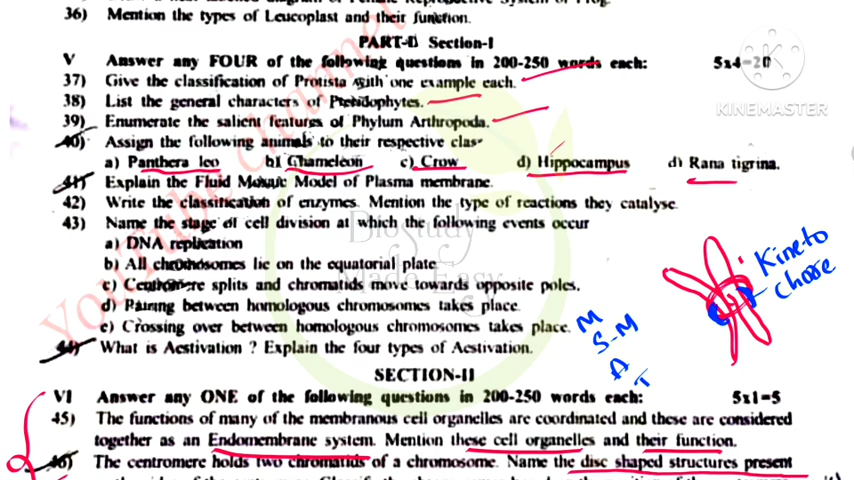 36) Mention the types of Leucoplast and their function.
PART-D Section-I
V Answer any FOUR of the following questions in 200-250 words each: 5x4=20
37) Give the classification of Protista with one example each.
38) List the general characters of Pteridophytes.
39) Enumerate the salient features of Phylum Arthropoda.
40) Assign the following animals to their respective clas
a) Panthera leo b) Chameleon c) Crow d) Hippocampus d) Rana tigrina.
41) Explain the Fluid Mosaic Model of Plasma membrane.
42) Write the classification of enzymes. Mention the type of reactions they catalyse.
43) Name the stage of cell division at which the following events occur
a) DNA replication
b) All chromosomes lie on the equatorial plate
c) Centromere splits and chromatids move towards opposite poles.
d) Pairing between homologous chromosomes takes place.
e) Crossing over between homologous chromosomes takes place.
44) What is Aestivation ? Explain the four types of Aestivation.
SECTION-II
VI Answer any ONE of the following questions in 200-250 words each: 5x1=5
45) The functions of many of the membranous cell organelles are coordinated and these are considered
together as an Endomembrane system. Mention these cell organelles and their function.
46) The centromere holds two chromatids of a chromosome. Name the disc shaped structures present
KINEMASTER
Kineto
chore
M
S-M
A
T
YouTube channel
BioStudy
Made Easy